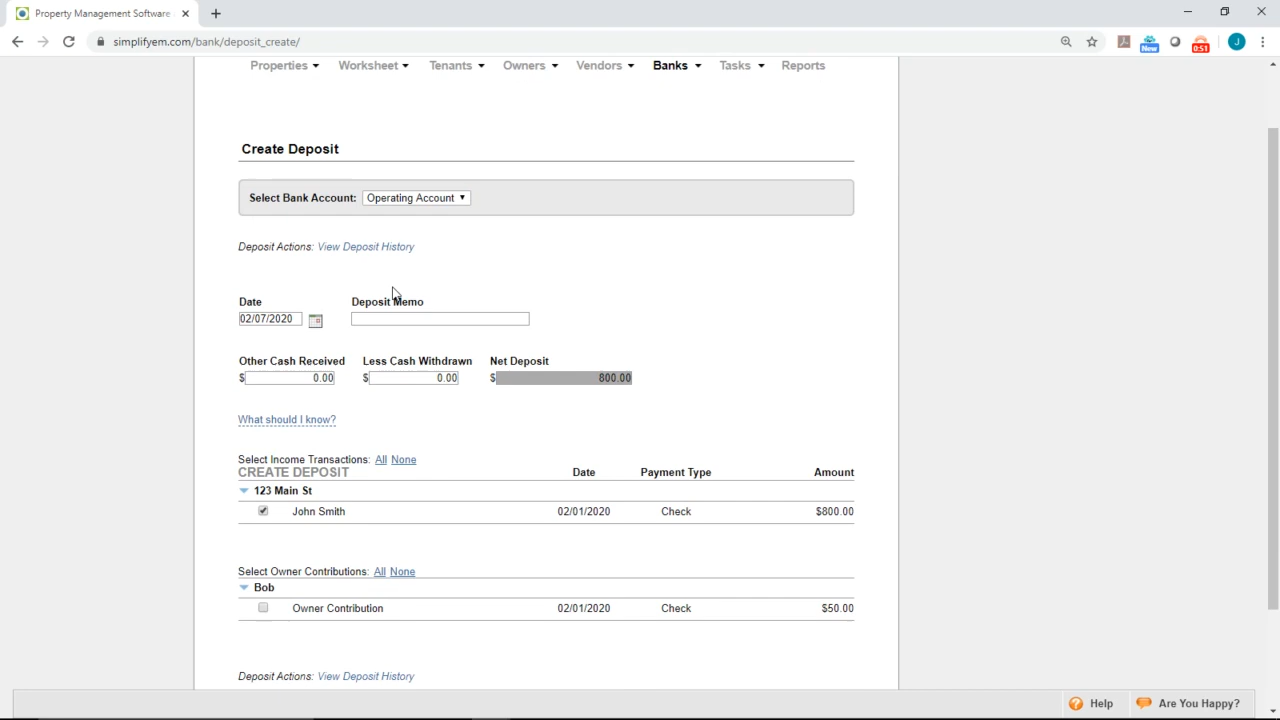 Property Management Software
simplifyem.com/bank/deposit_create/
New
0:51
J
Properties Worksheet Tenants Owners Vendors Banks Tasks Reports
Create Deposit
Select Bank Account: Operating Account
Deposit Actions: View Deposit History
Date Deposit Memo
02/07/2020
Other Cash Received Less Cash Withdrawn Net Deposit
$ 0.00 $ 0.00 $ 800.00
What should I know?
Select Income Transactions: All None
CREATE DEPOSIT Date Payment Type Amount
123 Main St
John Smith 02/01/2020 Check $800.00
Select Owner Contributions: All None
Bob
Owner Contribution 02/01/2020 Check $50.00
Deposit Actions: View Deposit History
Help Are You Happy?